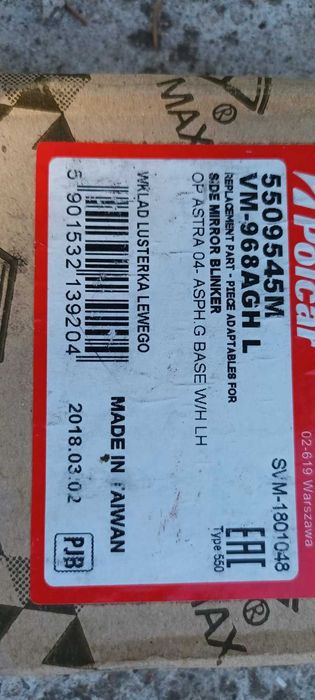 Polcar
02-619 Warszawa
5509545M
VM-968AGH L
SVM-1801048
REPLACEMENT PART - PIECE ADAPTABLES FOR
SIDE MIRROR BLINKER
OP ASTRA 04- ASPH.G BASE W/H LH
EAC
Type 550
WKŁAD LUSTERKA LEWEGO
MADE IN TAIWAN
5 901532 139204
2018.03.02
PJB
MAX
®
®
MAX